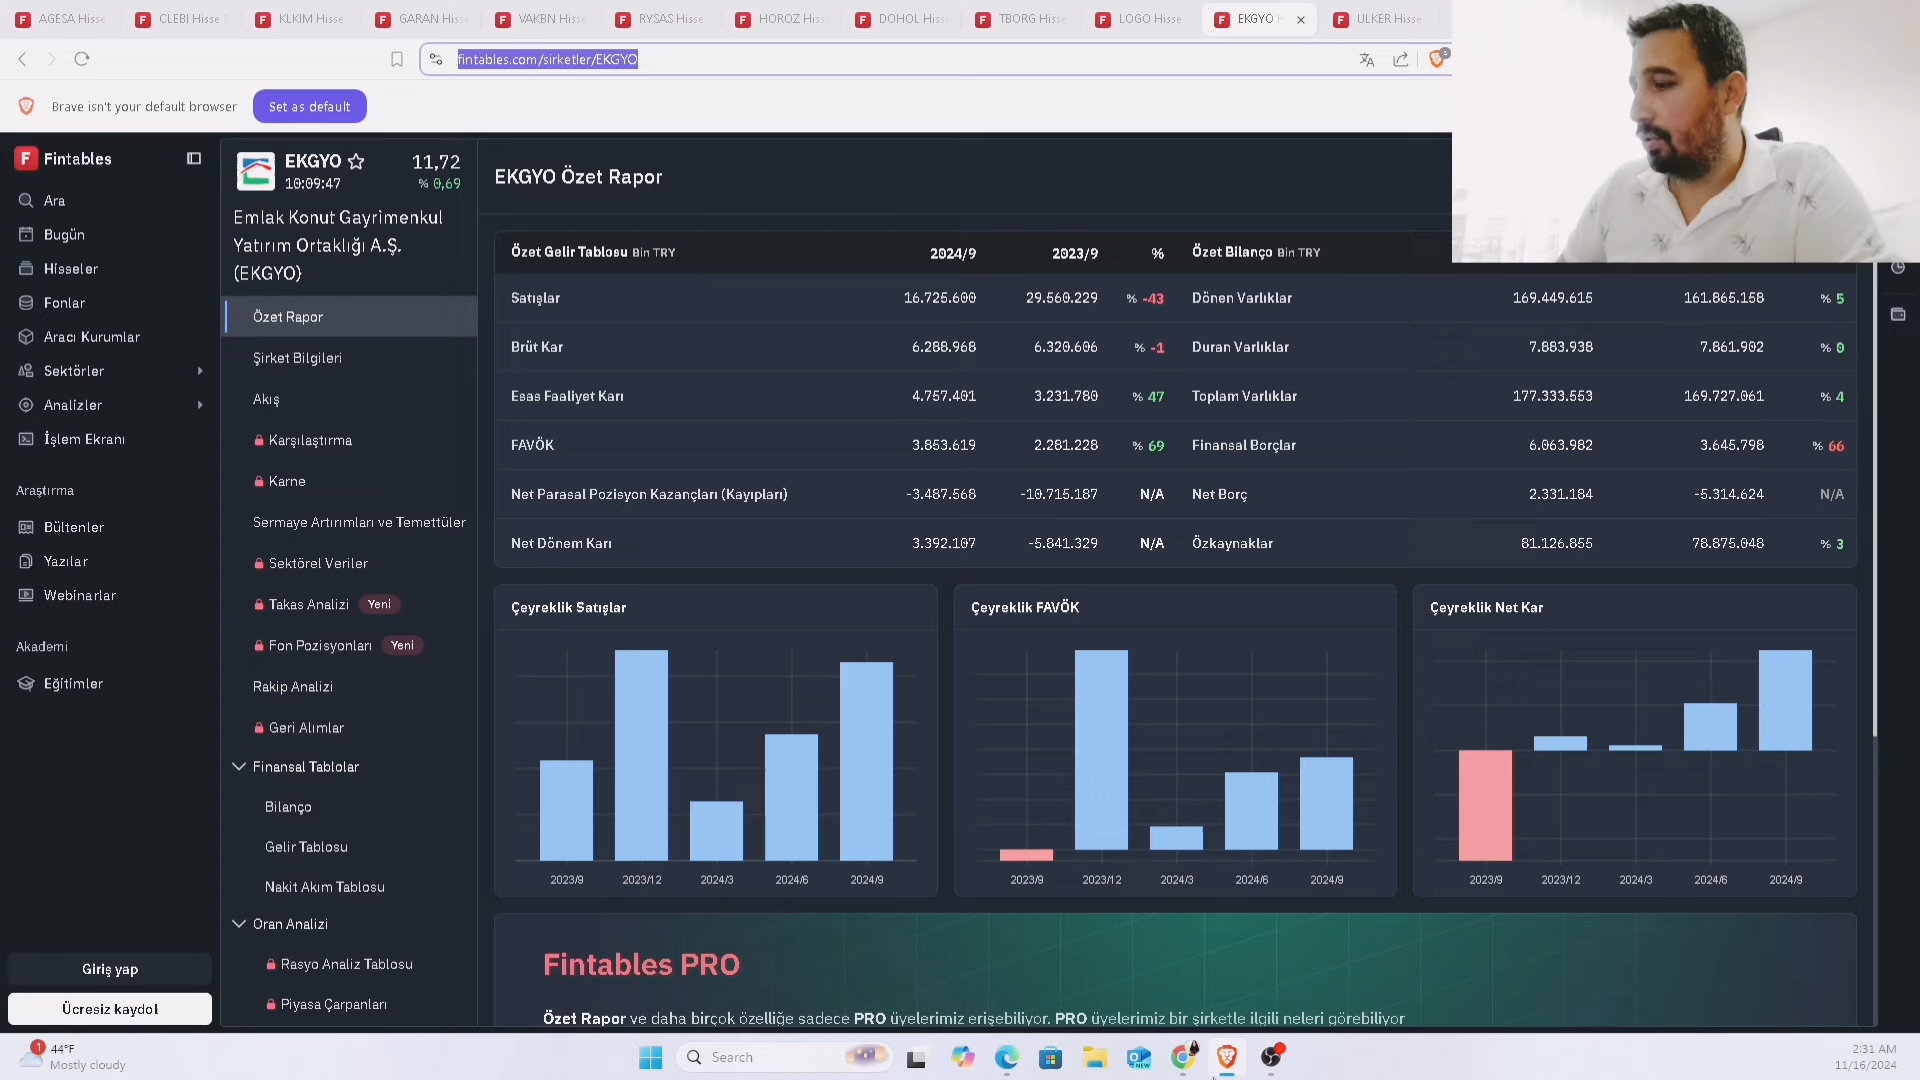 AGESA Hisse
CLEBI Hisse S
KLKIM Hisse
GARAN Hisse
VAKBN Hisse
RYSAS Hisse
HOROZ Hiss
DOHOL Hiss
TBORG Hisse
LOGO Hisse
EKGYO H
ULKER Hisse
fintables.com/sirketler/EKGYO
Brave isn't your default browser
Set as default
Fintables
Ara
Bugün
Hisseler
Fonlar
Aracı Kurumlar
Sektörler
Analizler
İşlem Ekranı
Araştırma
Bültenler
Yazılar
Webinarlar
Akademi
Eğitimler
Giriş yap
Ücresiz kaydol
EKGYO 11,72
10:09:47 % 0,69
Emlak Konut Gayrimenkul
Yatırım Ortaklığı A.Ş.
(EKGYO)
Özet Rapor
Şirket Bilgileri
Akış
Karşılaştırma
Karne
Sermaye Artırımları ve Temettüler
Sektörel Veriler
Takas Analizi Yeni
Fon Pozisyonları Yeni
Rakip Analizi
Geri Alımlar
Finansal Tablolar
Bilanço
Gelir Tablosu
Nakit Akım Tablosu
Oran Analizi
Rasyo Analiz Tablosu
Piyasa Çarpanları
EKGYO Özet Rapor
Özet Gelir Tablosu Bin TRY 2024/9 2023/9 % Özet Bilanço Bin TRY
Satışlar 16.725.600 29.560.229 % -43 Dönen Varlıklar 169.449.615 161.865.158 % 5
Brüt Kar 6.288.968 6.320.606 % -1 Duran Varlıklar 7.883.938 7.861.902 % 0
Esas Faaliyet Karı 4.757.401 3.231.780 % 47 Toplam Varlıklar 177.333.553 169.727.061 % 4
FAVÖK 3.853.619 2.281.228 % 69 Finansal Borçlar 6.063.982 3.645.798 % 66
Net Parasal Pozisyon Kazançları (Kayıpları) -3.487.568 -10.715.187 N/A Net Borç 2.331.184 -5.314.624 N/A
Net Dönem Karı 3.392.107 -5.841.329 N/A Özkaynaklar 81.126.855 78.875.048 % 3
Çeyreklik Satışlar
2023/9 2023/12 2024/3 2024/6 2024/9
Çeyreklik FAVÖK
2023/9 2023/12 2024/3 2024/6 2024/9
Çeyreklik Net Kar
2023/9 2023/12 2024/3 2024/6 2024/9
Fintables PRO
Özet Rapor ve daha birçok özelliğe sadece PRO üyelerimiz erişebiliyor. PRO üyelerimiz bir şirketle ilgili neleri görebiliyor
1
44°F
Mostly cloudy
Search
NEW
2:31 AM
11/16/2024